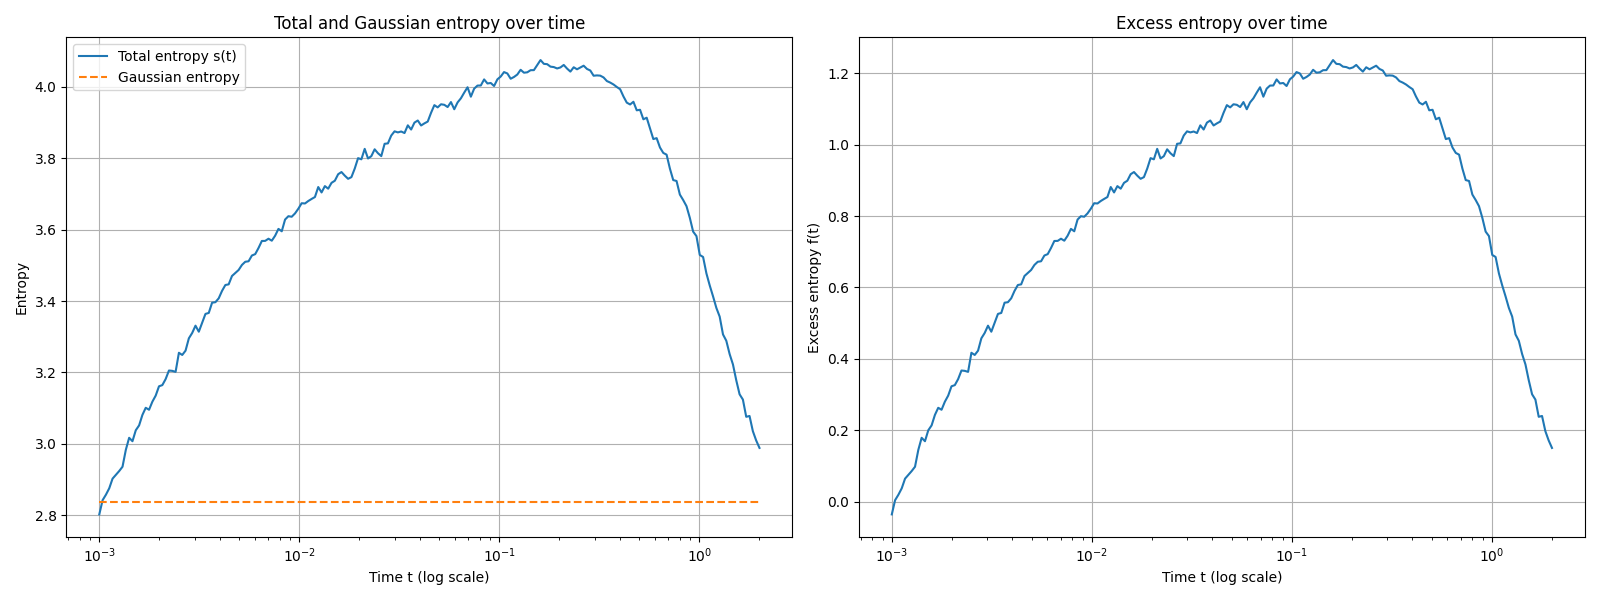 Total and Gaussian entropy over time
Total entropy s(t)
Gaussian entropy
Entropy
4.0
3.8
3.6
3.4
3.2
3.0
2.8
10⁻³
10⁻²
10⁻¹
10⁰
Time t (log scale)
Excess entropy over time
Excess entropy f(t)
1.2
1.0
0.8
0.6
0.4
0.2
0.0
10⁻³
10⁻²
10⁻¹
10⁰
Time t (log scale)